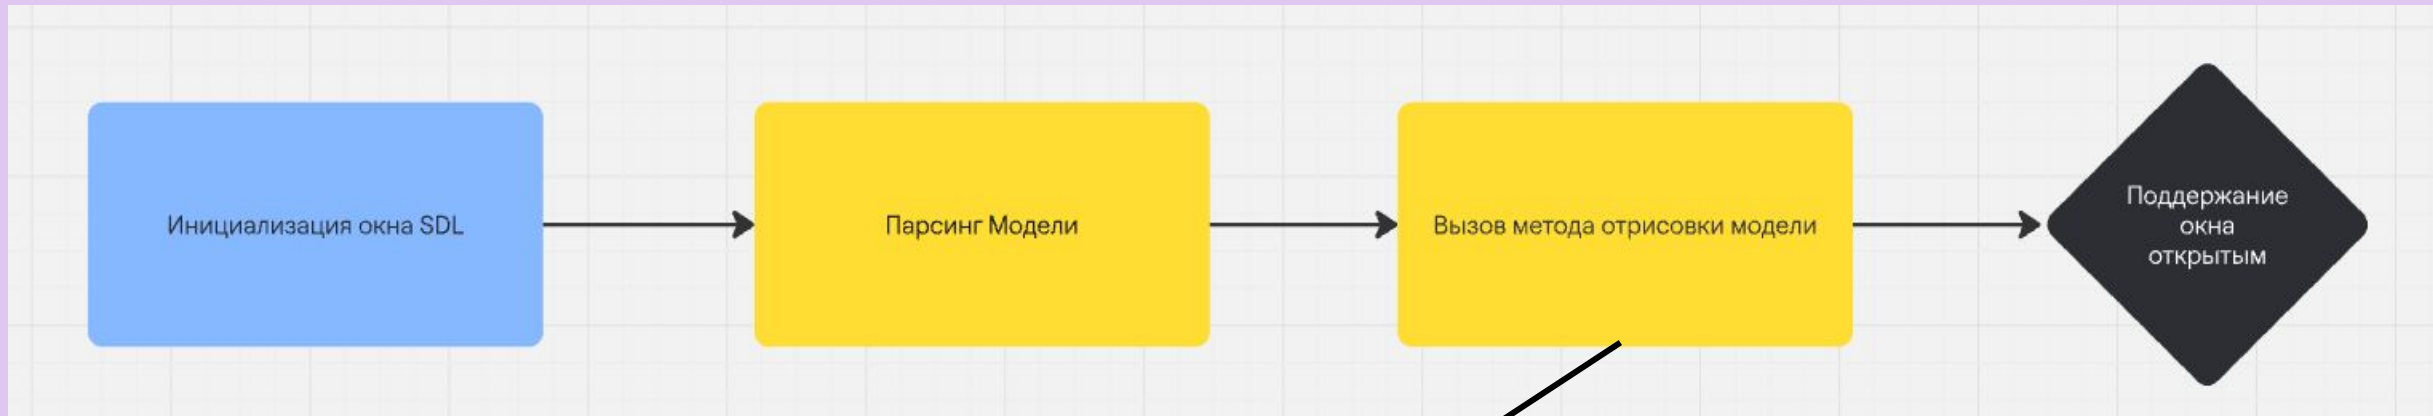 Инициализация окна SDL
Парсинг Модели
Вызов метода отрисовки модели
Поддержание
окна
открытым